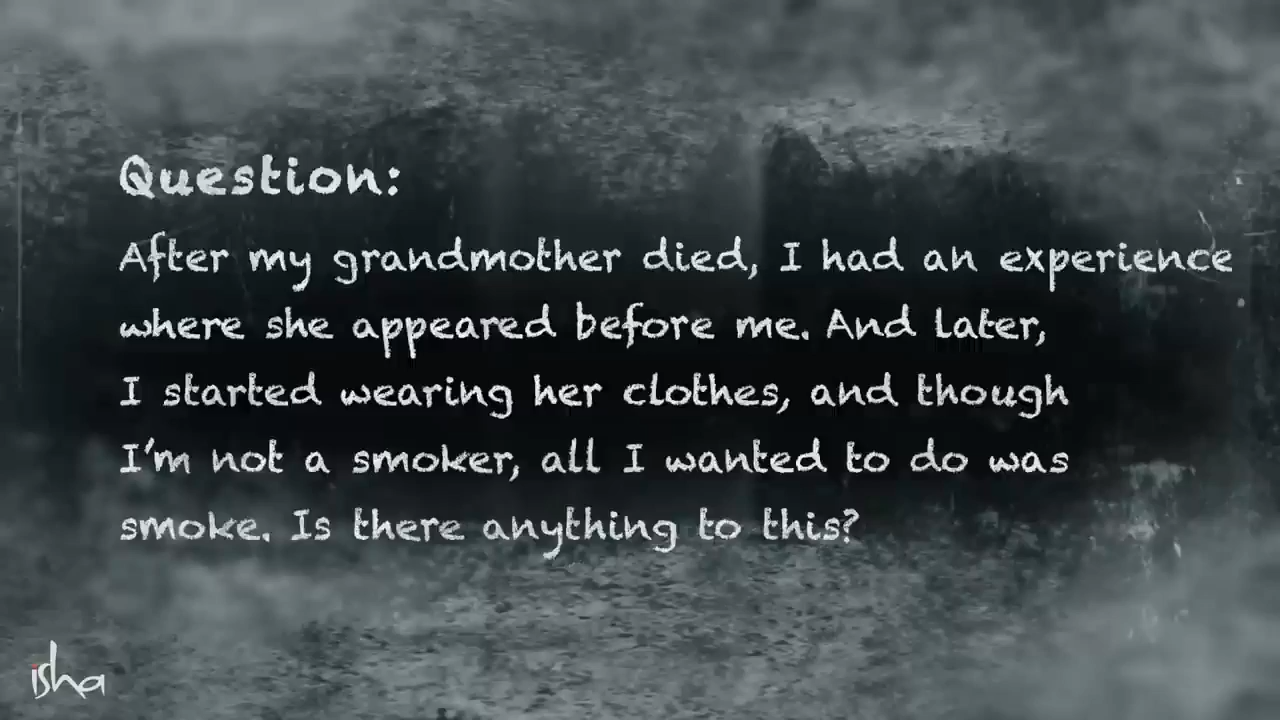 Question:
After my grandmother died, I had an experience
where she appeared before me. And later,
I started wearing her clothes, and though
I'm not a smoker, all I wanted to do was
smoke. Is there anything to this?
isha